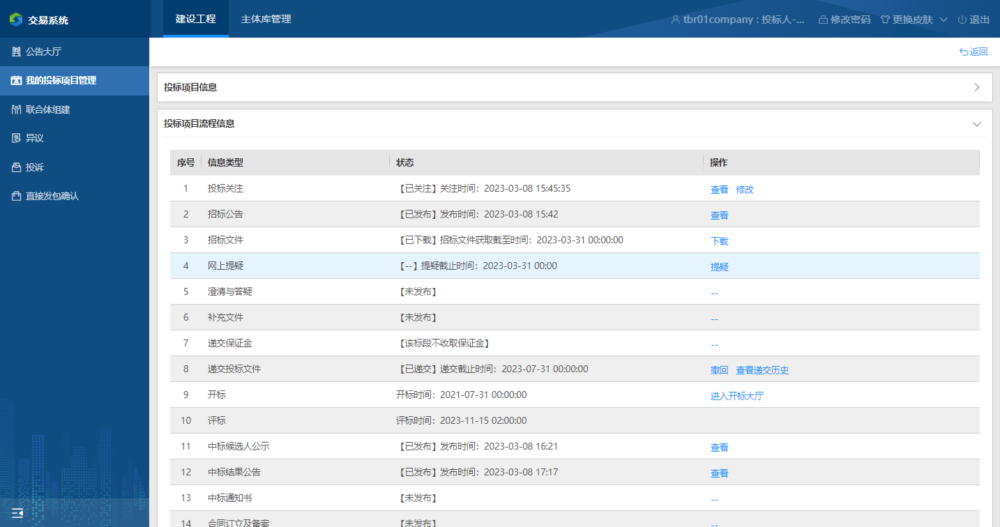 交易系统
建设工程 主体库管理
tbr01company : 投标人-... 修改密码 更换皮肤 退出
公告大厅
我的投标项目管理
联合体组建
异议
投诉
直接发包确认
返回
投标项目信息
投标项目流程信息
序号 信息类型 状态 操作
1 投标关注 【已关注】关注时间：2023-03-08 15:45:35 查看 修改
2 招标公告 【已发布】发布时间：2023-03-08 15:42 查看
3 招标文件 【已下载】招标文件获取截至时间：2023-03-31 00:00:00 下载
4 网上提疑 【--】提疑截止时间：2023-03-31 00:00 提疑
5 澄清与答疑 【未发布】 --
6 补充文件 【未发布】 --
7 递交保证金 【该标段不收取保证金】 --
8 递交投标文件 【已递交】递交截止时间：2023-07-31 00:00:00 撤回 查看递交历史
9 开标 开标时间：2021-07-31 00:00:00 进入开标大厅
10 评标 评标时间：2023-11-15 02:00:00
11 中标候选人公示 【已发布】发布时间：2023-03-08 16:21 查看
12 中标结果公告 【已发布】发布时间：2023-03-08 17:17 查看
13 中标通知书 【未发布】 --
14 合同订立及备案 【未发布】 --